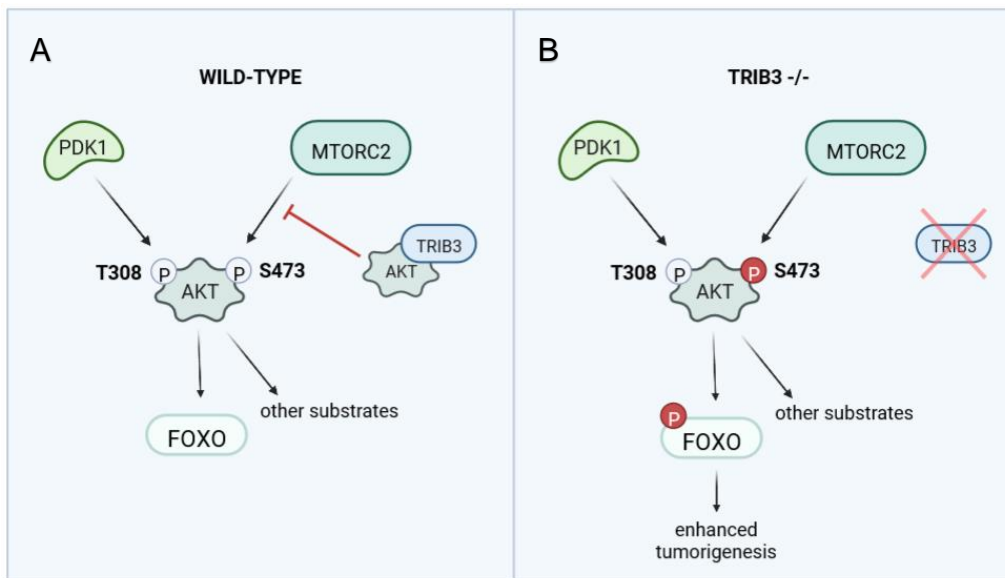 A
WILD-TYPE
PDK1
MTORC2
TRIB3
AKT
T308
P
P
S473
AKT
other substrates
FOXO
B
TRIB3 -/-
PDK1
MTORC2
TRIB3
T308
P
P
S473
AKT
other substrates
P
FOXO
enhanced
tumorigenesis